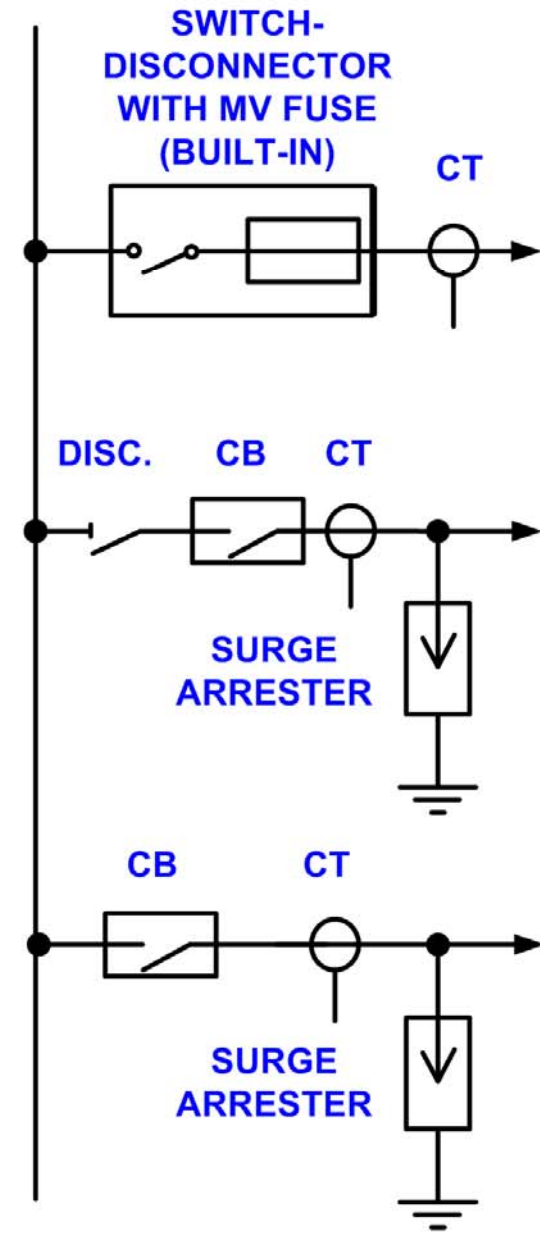 SWITCH-
DISCONNECTOR
WITH MV FUSE
(BUILT-IN)
CT
DISC. CB CT
SURGE
ARRESTER
CB CT
SURGE
ARRESTER